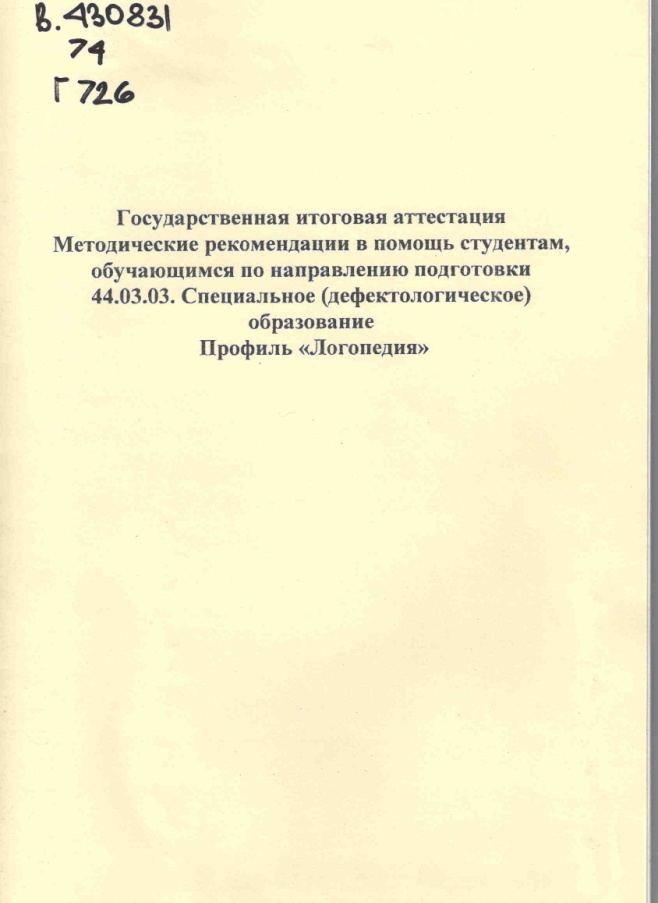 В. 430831
74
Г 726
Государственная итоговая аттестация
Методические рекомендации в помощь студентам,
обучающимся по направлению подготовки
44.03.03. Специальное (дефектологическое)
образование
Профиль «Логопедия»